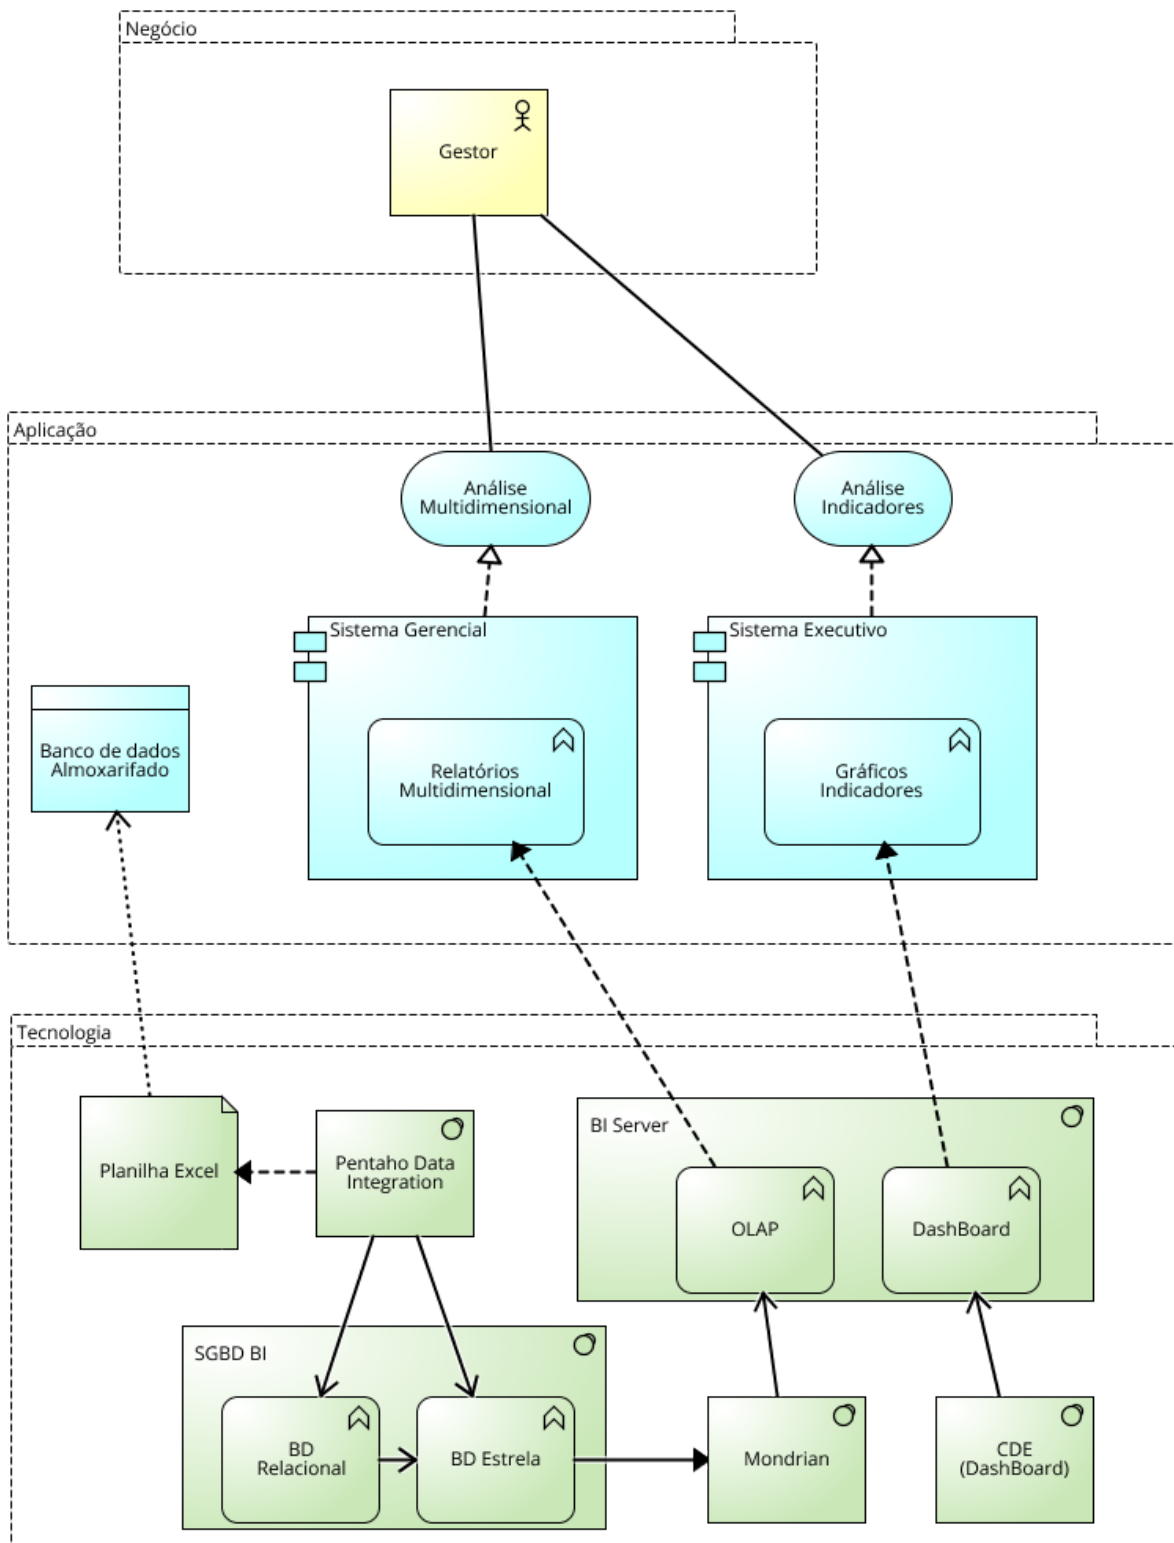 Negócio
Gestor
Aplicação
Análise
Multidimensional
Análise
Indicadores
Sistema Gerencial
Sistema Executivo
Banco de dados
Almoxarifado
Relatórios
Multidimensional
Gráficos
Indicadores
Tecnologia
Planilha Excel
Pentaho Data
Integration
BI Server
OLAP
DashBoard
SGBD BI
BD
Relacional
BD Estrela
Mondrian
CDE
(DashBoard)